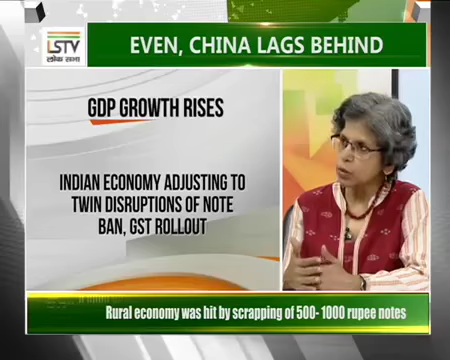 LSTV
लोक सभा
EVEN, CHINA LAGS BEHIND
GDP GROWTH RISES
INDIAN ECONOMY ADJUSTING TO
TWIN DISRUPTIONS OF NOTE
BAN, GST ROLLOUT
Rural economy was hit by scrapping of 500- 1000 rupee notes